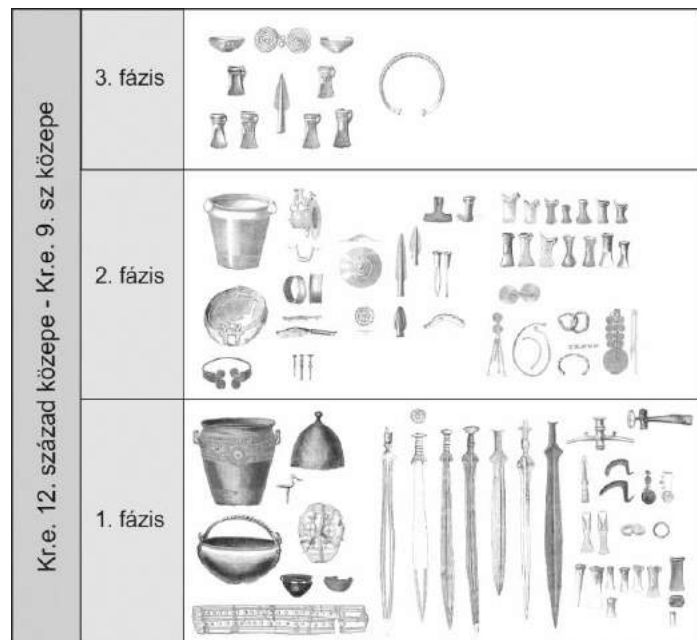 Kr.e. 12. század közepe - Kr.e. 9. sz közepe
3. fázis
2. fázis
1. fázis